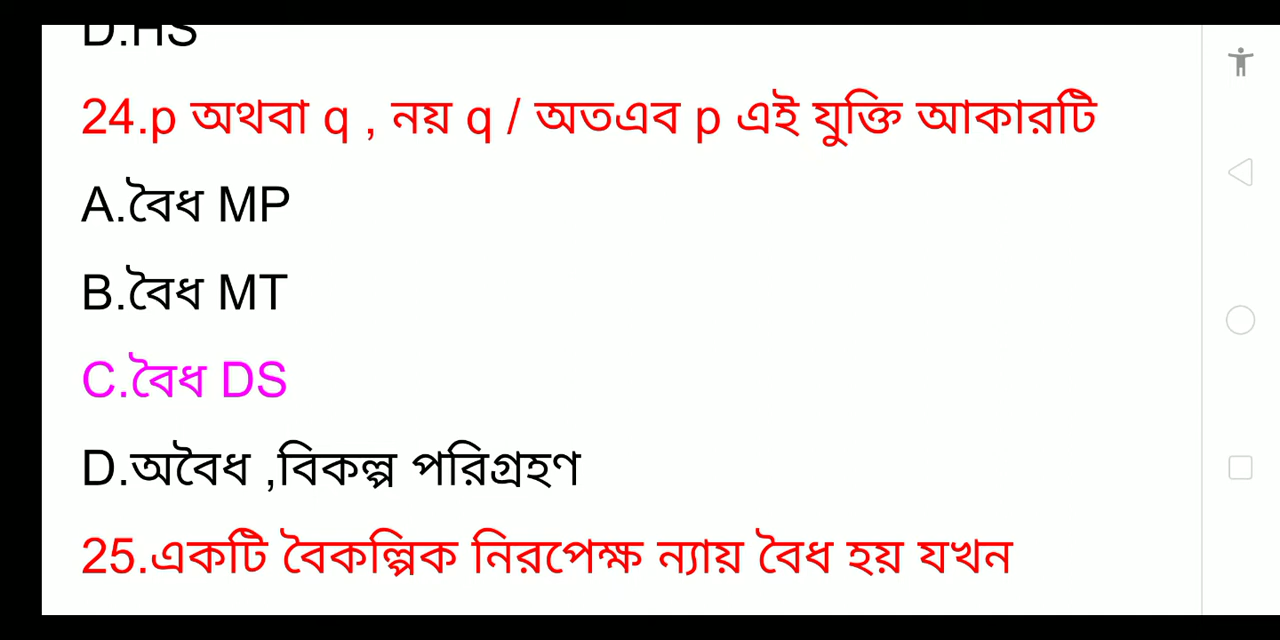 D.HS
24.p অথবা q , নয় q / অতএব p এই যুক্তি আকারটি
A.বৈধ MP
B.বৈধ MT
C.বৈধ DS
D.অবৈধ ,বিকল্প পরিগ্রহণ
25.একটি বৈকল্পিক নিরপেক্ষ ন্যায় বৈধ হয় যখন